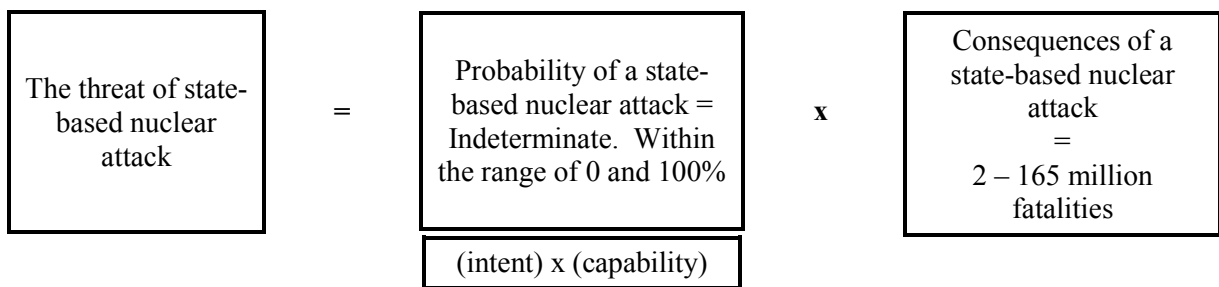 The threat of state-
based nuclear
attack
=
Probability of a state-
based nuclear attack =
Indeterminate.  Within
the range of 0 and 100%
(intent) x (capability)
x
Consequences of a
state-based nuclear
attack
=
2 – 165 million
fatalities